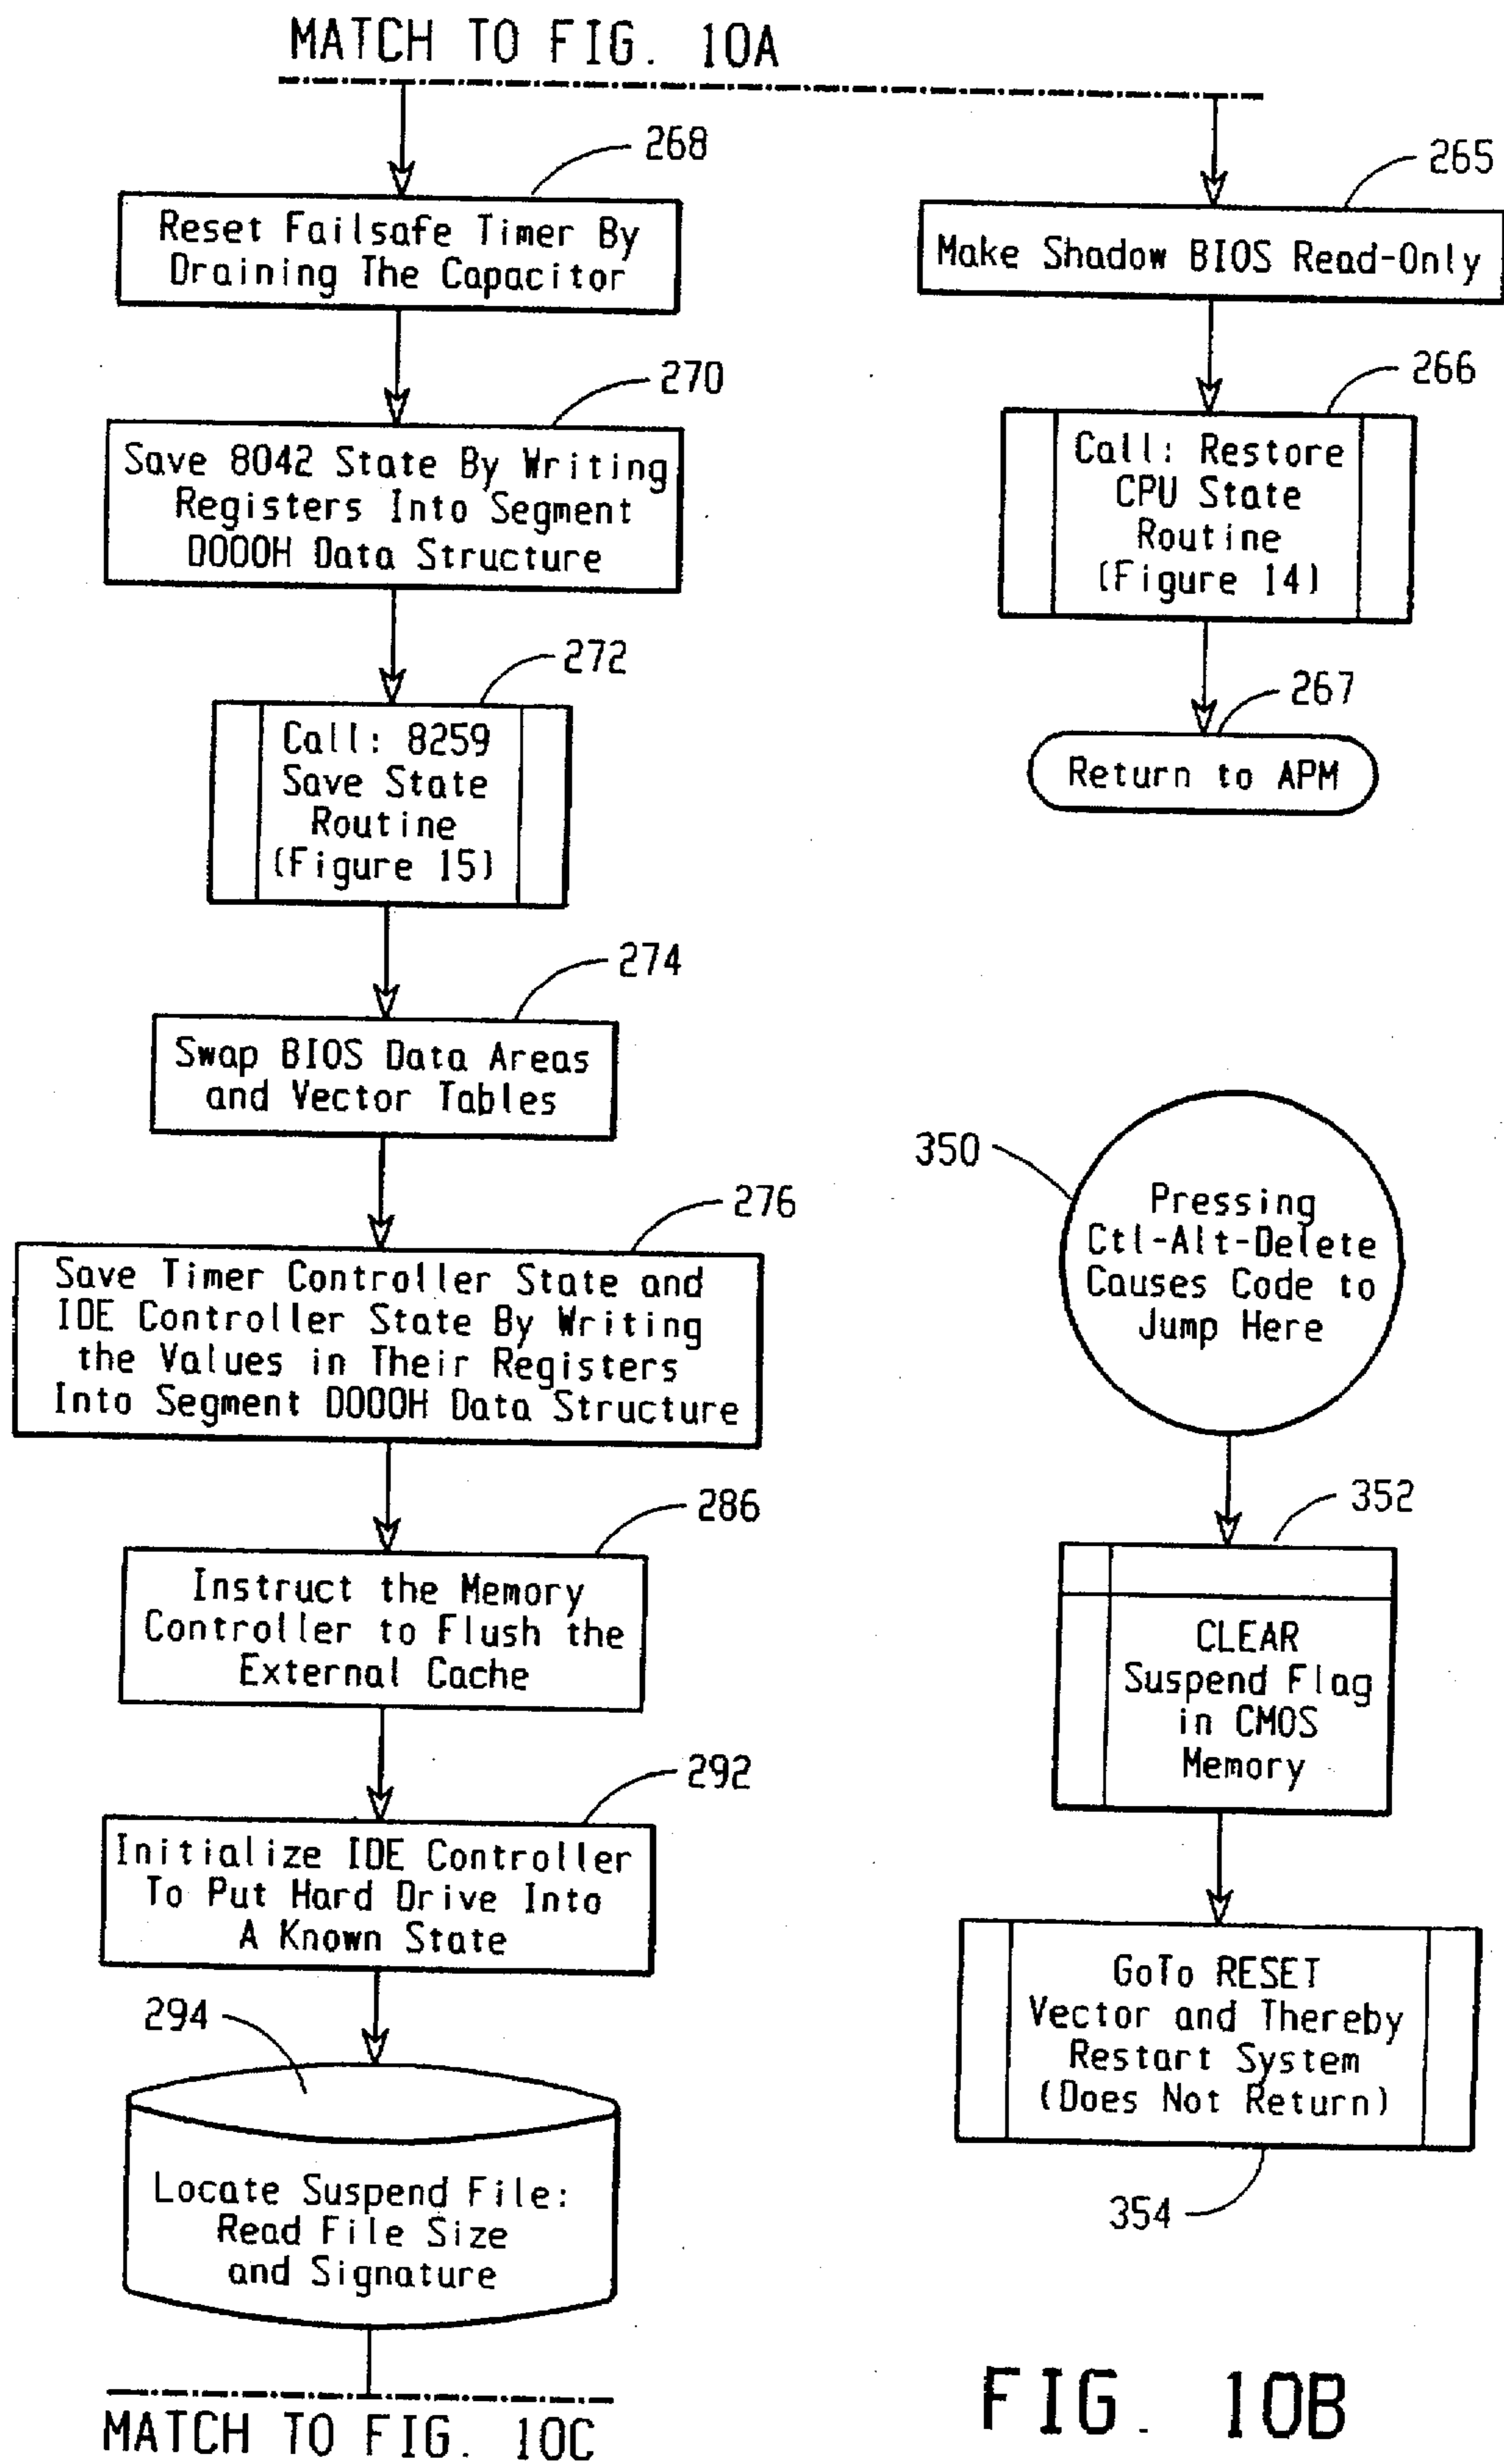 MATCH TO FIG. 10A
268
Reset Failsafe Timer By
Draining The Capacitor
270
Save 8042 State By Writing
Registers Into Segment
D000H Data Structure
272
Call: 8259
Save State
Routine
(Figure 15)
274
Swap BIOS Data Areas
and Vector Tables
276
Save Timer Controller State and
IDE Controller State By Writing
the Values in Their Registers
Into Segment D000H Data Structure
286
Instruct the Memory
Controller to Flush the
External Cache
292
Initialize IDE Controller
To Put Hard Drive Into
A Known State
294
Locate Suspend File:
Read File Size
and Signature
MATCH TO FIG. 10C
265
Make Shadow BIOS Read-Only
266
Call: Restore
CPU State
Routine
(Figure 14)
267
Return to APM
350
Pressing
Ctl-Alt-Delete
Causes Code to
Jump Here
352
CLEAR
Suspend Flag
in CMOS
Memory
GoTo RESET
Vector and Thereby
Restart System
(Does Not Return)
354
FIG. 10B